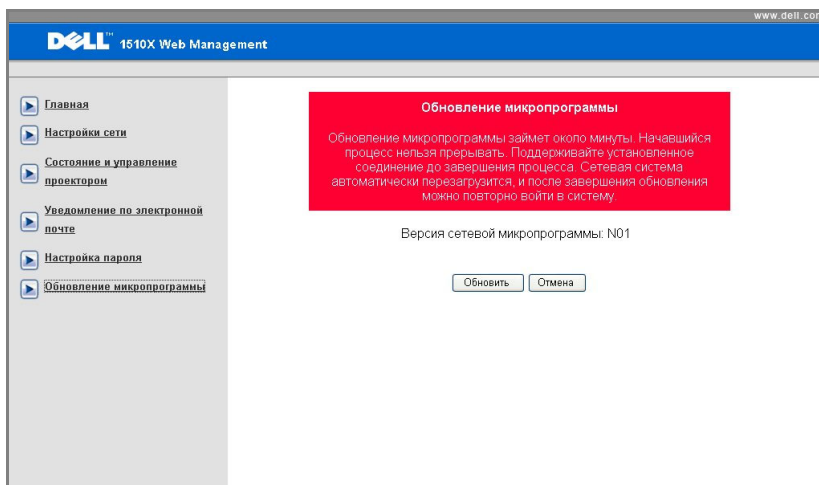 www.dell.com
DELL™ 1510X Web Management
Главная
Настройки сети
Состояние и управление
проектором
Уведомление по электронной
почте
Настройка пароля
Обновление микропрограммы
Обновление микропрограммы
Обновление микропрограммы займет около минуты. Начавшийся
процесс нельзя прерывать. Поддерживайте установленное
соединение до завершения процесса. Сетевая система
автоматически перезагрузится, и после завершения обновления
можно повторно войти в систему.
Версия сетевой микропрограммы: N01
Обновить Отмена